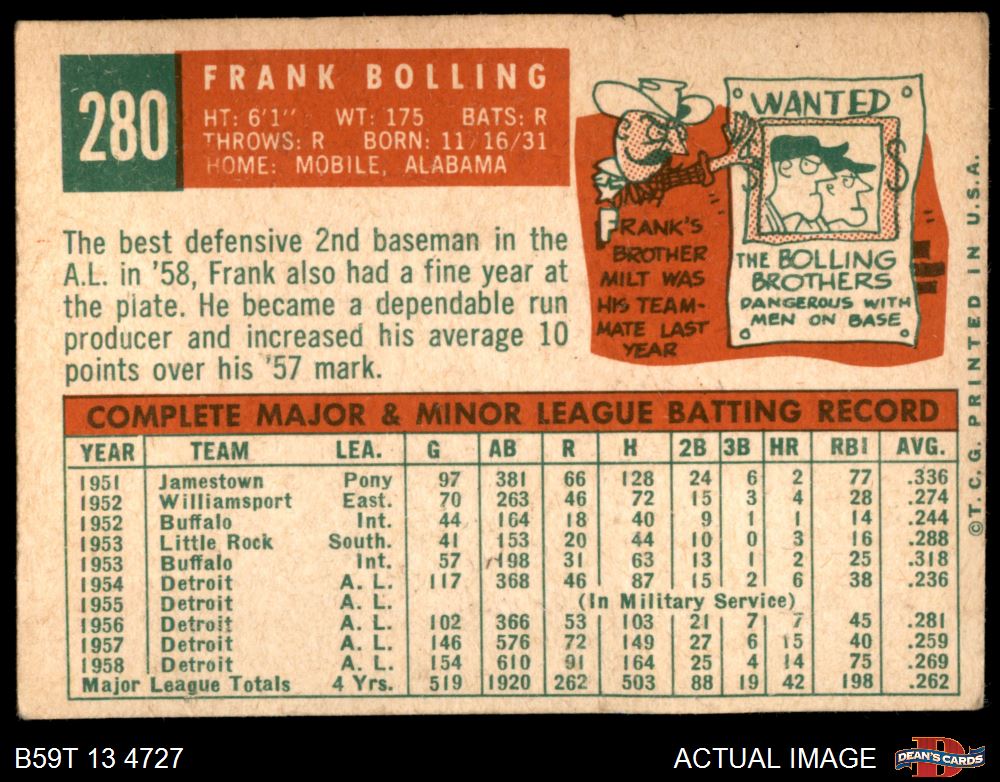 280
FRANK BOLLING
HT: 6'1" WT: 175 BATS: R
THROWS: R BORN: 11/16/31
HOME: MOBILE, ALABAMA
The best defensive 2nd baseman in the
A.L. in '58, Frank also had a fine year at
the plate. He became a dependable run
producer and increased his average 10
points over his '57 mark.
FRANK'S
BROTHER
MILT WAS
HIS TEAM-
MATE LAST
YEAR
WANTED
THE BOLLING
BROTHERS
DANGEROUS WITH
MEN ON BASE
©T. C. G. PRINTED IN U.S.A.
COMPLETE MAJOR & MINOR LEAGUE BATTING RECORD
YEAR TEAM LEA. G AB R H 2B 3B HR RBI AVG.
1951 Jamestown Pony 97 381 66 128 24 6 2 77 .336
1952 Williamsport East. 70 263 46 72 15 3 4 28 .274
1952 Buffalo Int. 44 164 18 40 9 1 1 14 .244
1953 Little Rock South. 41 153 20 44 10 0 3 16 .288
1953 Buffalo Int. 57 198 31 63 13 1 2 25 .318
1954 Detroit A. L. 117 368 46 87 15 2 6 38 .236
1955 Detroit A. L. (In Military Service)
1956 Detroit A. L. 102 366 53 103 21 7 7 45 .281
1957 Detroit A. L. 146 576 72 149 27 6 15 40 .259
1958 Detroit A. L. 154 610 91 164 25 4 14 75 .269
Major League Totals 4 Yrs. 519 1920 262 503 88 19 42 198 .262
B59T 13 4727
ACTUAL IMAGE
D
DEAN'S CARDS